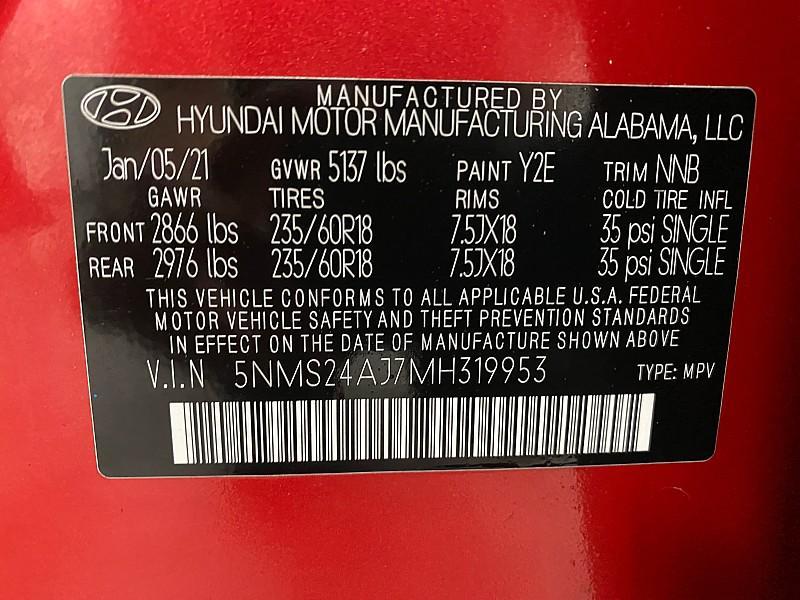 MANUFACTURED BY
HYUNDAI MOTOR MANUFACTURING ALABAMA, LLC
Jan/05/21 GVWR 5137 lbs PAINT Y2E TRIM NNB
GAWR TIRES RIMS COLD TIRE INFL
FRONT 2866 lbs 235/60R18 7.5JX18 35 psi SINGLE
REAR 2976 lbs 235/60R18 7.5JX18 35 psi SINGLE
THIS VEHICLE CONFORMS TO ALL APPLICABLE U.S.A. FEDERAL
MOTOR VEHICLE SAFETY AND THEFT PREVENTION STANDARDS
IN EFFECT ON THE DATE OF MANUFACTURE SHOWN ABOVE
V.I.N 5NMS24AJ7MH319953 TYPE: MPV